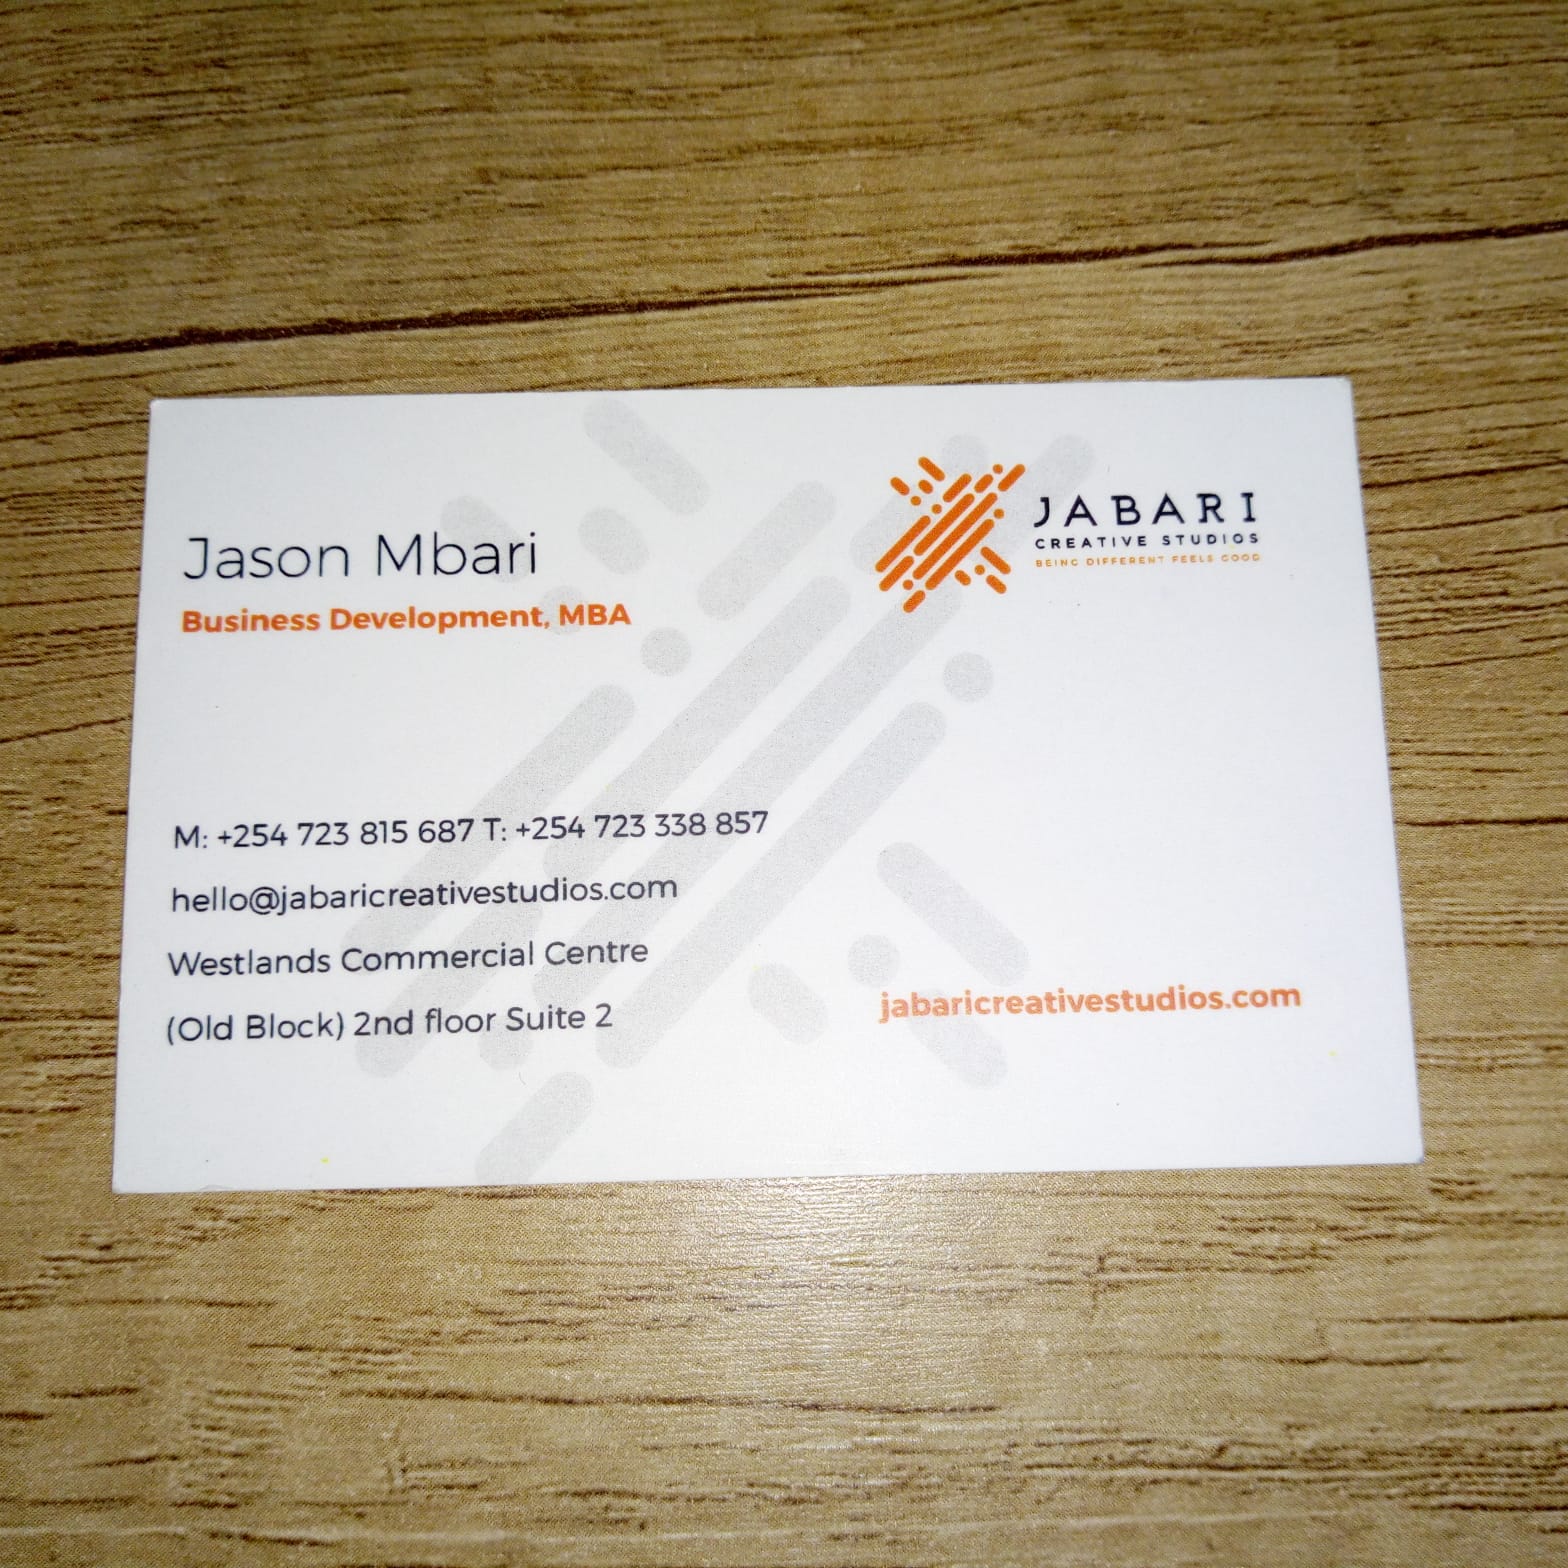 Jason Mbari
Business Development, MBA
JABARI
CREATIVE STUDIOS
BEING DIFFERENT FEELS GOOD
M: +254 723 815 687 T: +254 723 338 857
hello@jabaricreativestudios.com
Westlands Commercial Centre
(Old Block) 2nd floor Suite 2
jabaricreativestudios.com